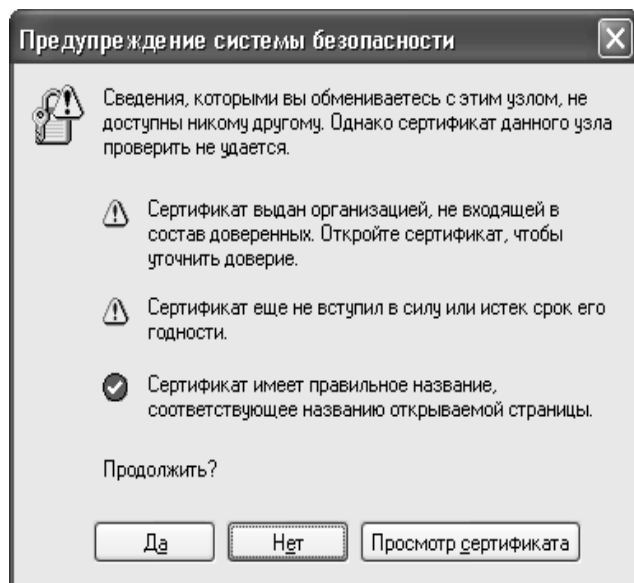 Предупреждение системы безопасности
Сведения, которыми вы обмениваетесь с этим узлом, не
доступны никому другому. Однако сертификат данного узла
проверить не удается.
Сертификат выдан организацией, не входящей в
состав доверенных. Откройте сертификат, чтобы
уточнить доверие.
Сертификат еще не вступил в силу или истек срок его
годности.
Сертификат имеет правильное название,
соответствующее названию открываемой страницы.
Продолжить?
Да
Нет
Просмотр сертификата